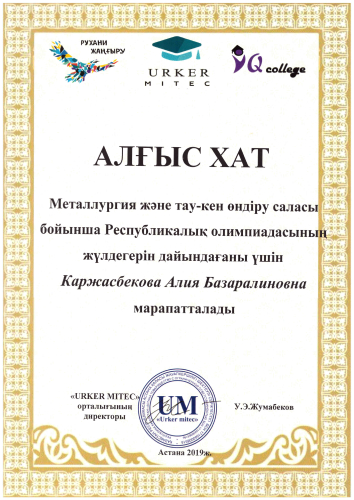 РУХАНИ
ЖАҢҒЫРУ
URKER
MITEC
IQ college
АЛҒЫС ХАТ
Металлургия және тау-кен өндіру саласы
бойынша Республикалық олимпиадасының
жүлдегерін дайындағаны үшін
Каржасбекова Алия Базаралиновна
марапатталады
«URKER MITEC»
орталығының
директоры
UM
«Urker mitec»
У.Э.Жумабеков
Астана 2019ж.